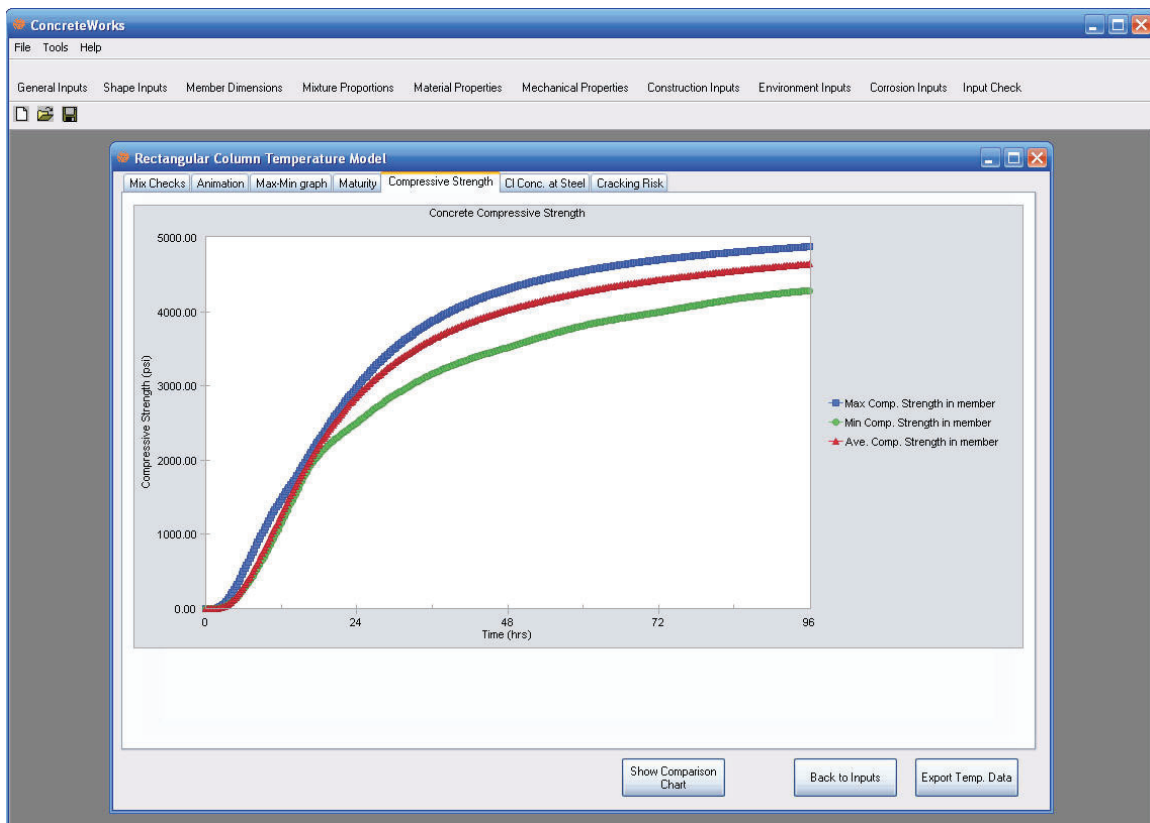 ConcreteWorks
File Tools Help
General Inputs Shape Inputs Member Dimensions Mixture Proportions Material Properties Mechanical Properties Construction Inputs Environment Inputs Corrosion Inputs Input Check
Rectangular Column Temperature Model
Mix Checks Animation Max-Min graph Maturity Compressive Strength Cl Conc. at Steel Cracking Risk
Concrete Compressive Strength
5000.00
4000.00
3000.00
2000.00
1000.00
0.00
Compressive Strength (psi)
0 24 48 72 96
Time (hrs)
Max Comp. Strength in member
Min Comp. Strength in member
Ave. Comp. Strength in member
Show Comparison
Chart
Back to Inputs
Export Temp. Data